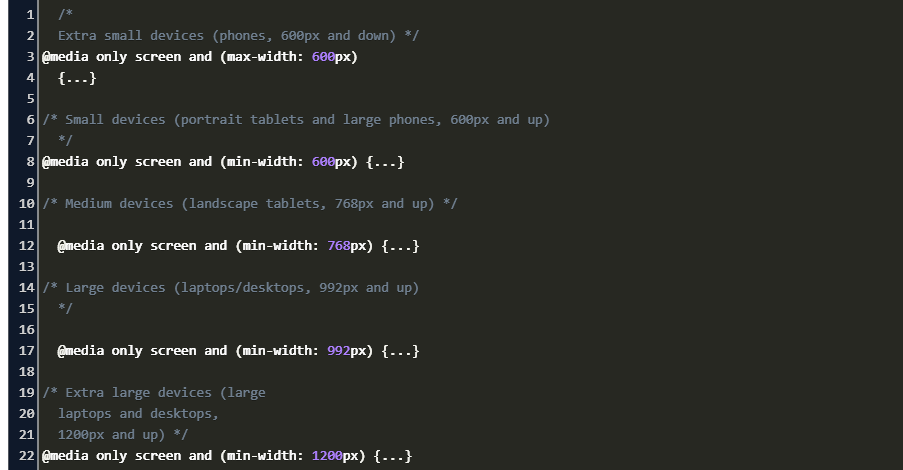 1 /*
2 Extra small devices (phones, 600px and down) */
3 @media only screen and (max-width: 600px)
4 {...}
5
6 /* Small devices (portrait tablets and large phones, 600px and up)
7 */
8 @media only screen and (min-width: 600px) {...}
9
10 /* Medium devices (landscape tablets, 768px and up) */
11
12 @media only screen and (min-width: 768px) {...}
13
14 /* Large devices (laptops/desktops, 992px and up)
15 */
16
17 @media only screen and (min-width: 992px) {...}
18
19 /* Extra large devices (large
20 laptops and desktops,
21 1200px and up) */
22 @media only screen and (min-width: 1200px) {...}